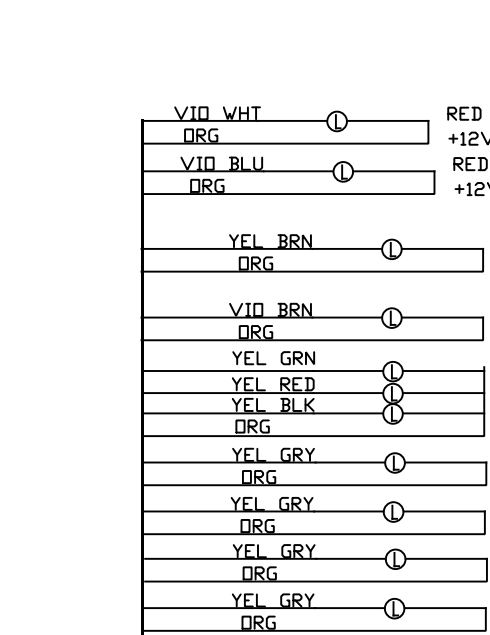 VIO WHT L RED
ORG +12V
VIO BLU L RED
ORG +12V
YEL BRN L
ORG
VIO BRN L
ORG
YEL GRN L
YEL RED L
YEL BLK L
ORG
YEL GRY L
ORG
YEL GRY L
ORG
YEL GRY L
ORG
YEL GRY L
ORG